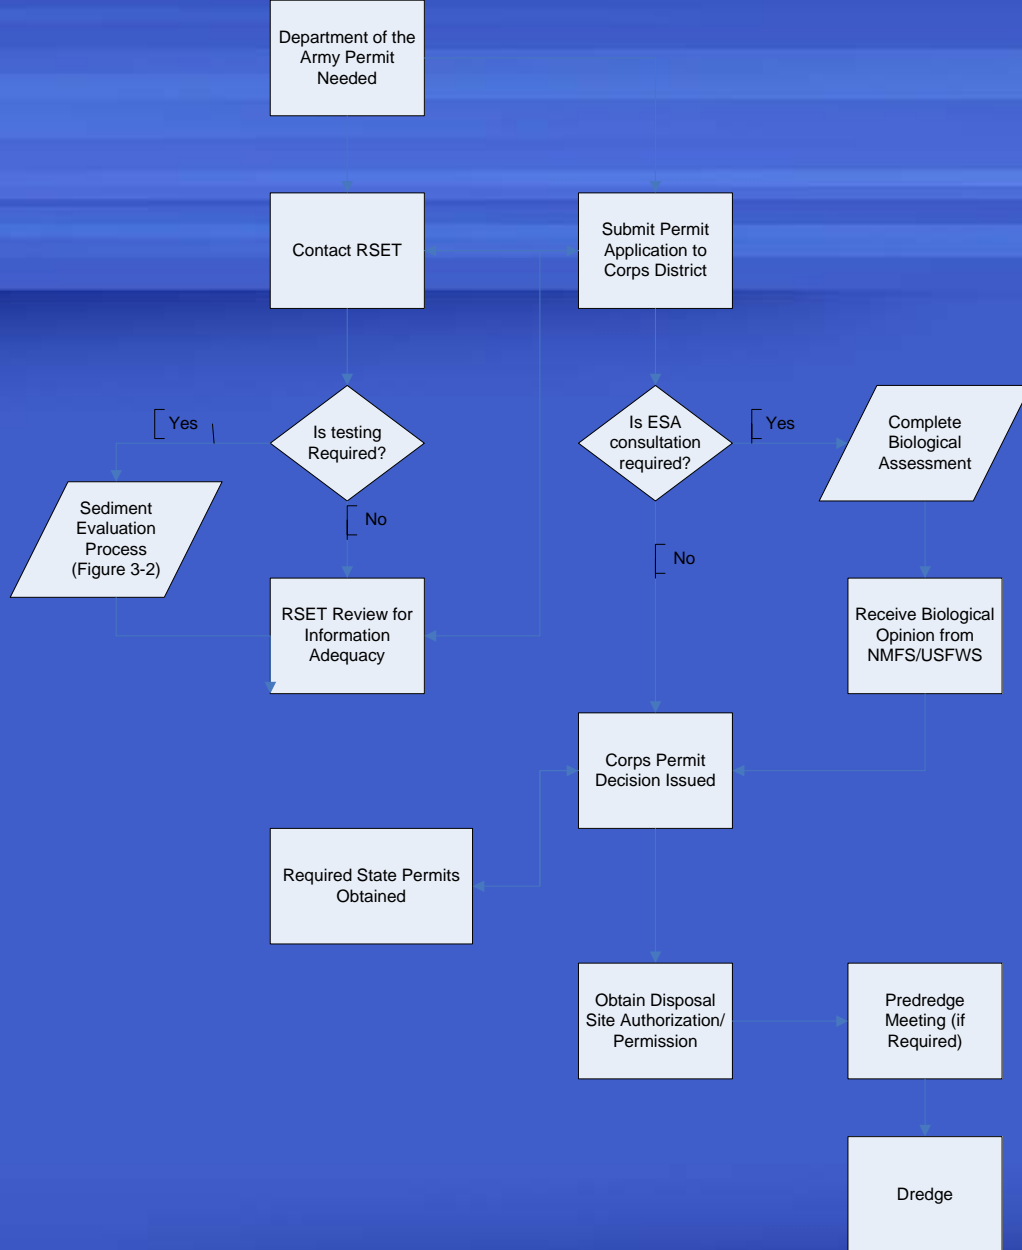 Department of the
Army Permit
Needed
Contact RSET
Submit Permit
Application to
Corps District
Is testing
Required?
Yes
No
Is ESA
consultation
required?
Yes
No
Complete
Biological
Assessment
Sediment
Evaluation
Process
(Figure 3-2)
RSET Review for
Information
Adequacy
Receive Biological
Opinion from
NMFS/USFWS
Corps Permit
Decision Issued
Required State Permits
Obtained
Obtain Disposal
Site Authorization/
Permission
Predredge
Meeting (if
Required)
Dredge